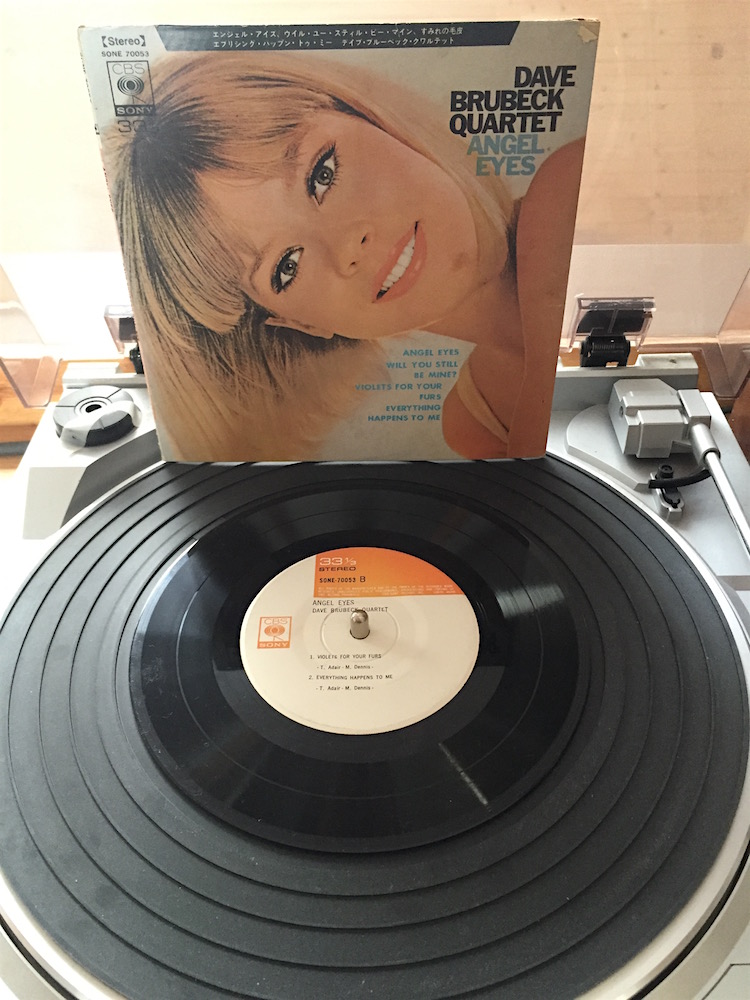 【Stereo】
SONE 70053
エンジェル・アイズ、ウイル・ユー・スティル・ビー・マイン、すみれの毛皮
エブリシング・ハップン・トゥ・ミー　デイブ・ブルーベック・クワルテット
CBS
SONY
33
DAVE
BRUBECK
QUARTET
ANGEL
EYES
ANGEL EYES
WILL YOU STILL
BE MINE?
VIOLETS FOR YOUR
FURS
EVERYTHING
HAPPENS TO ME
33 1/3
STEREO
SONE-70053 B
ANGEL EYES
DAVE BRUBECK QUARTET
CBS
SONY
1. VIOLETS FOR YOUR FURS
- T. Adair - M. Dennis -
2. EVERYTHING HAPPENS TO ME
- T. Adair - M. Dennis -